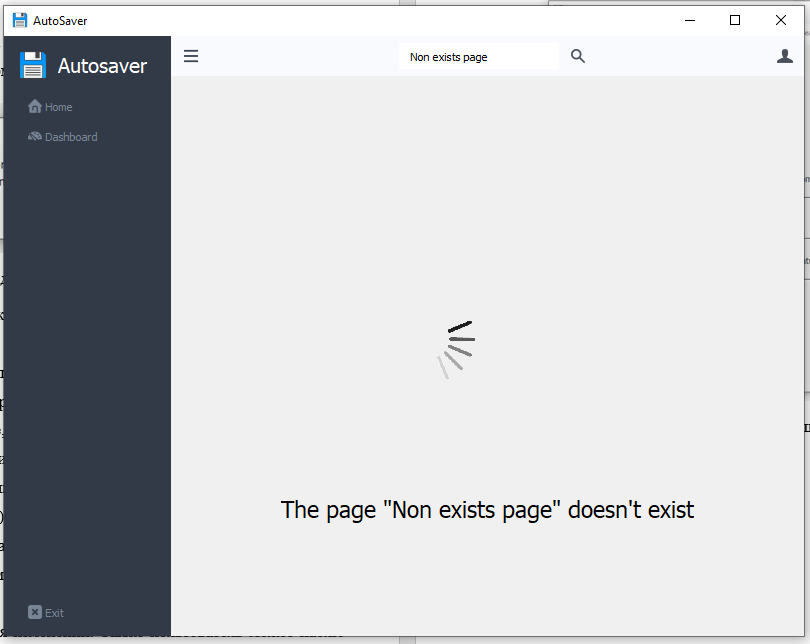 AutoSaver
Autosaver
Non exists page
Home
Dashboard
The page "Non exists page" doesn't exist
Exit